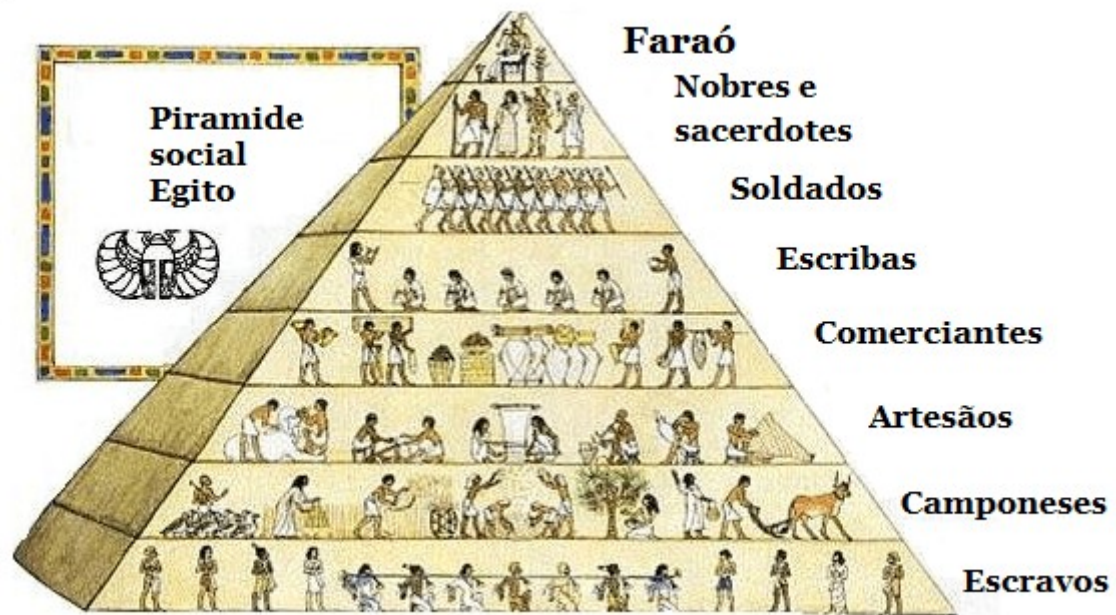 Piramide
social
Egito
Faraó
Nobres e
sacerdotes
Soldados
Escribas
Comerciantes
Artesãos
Camponeses
Escravos